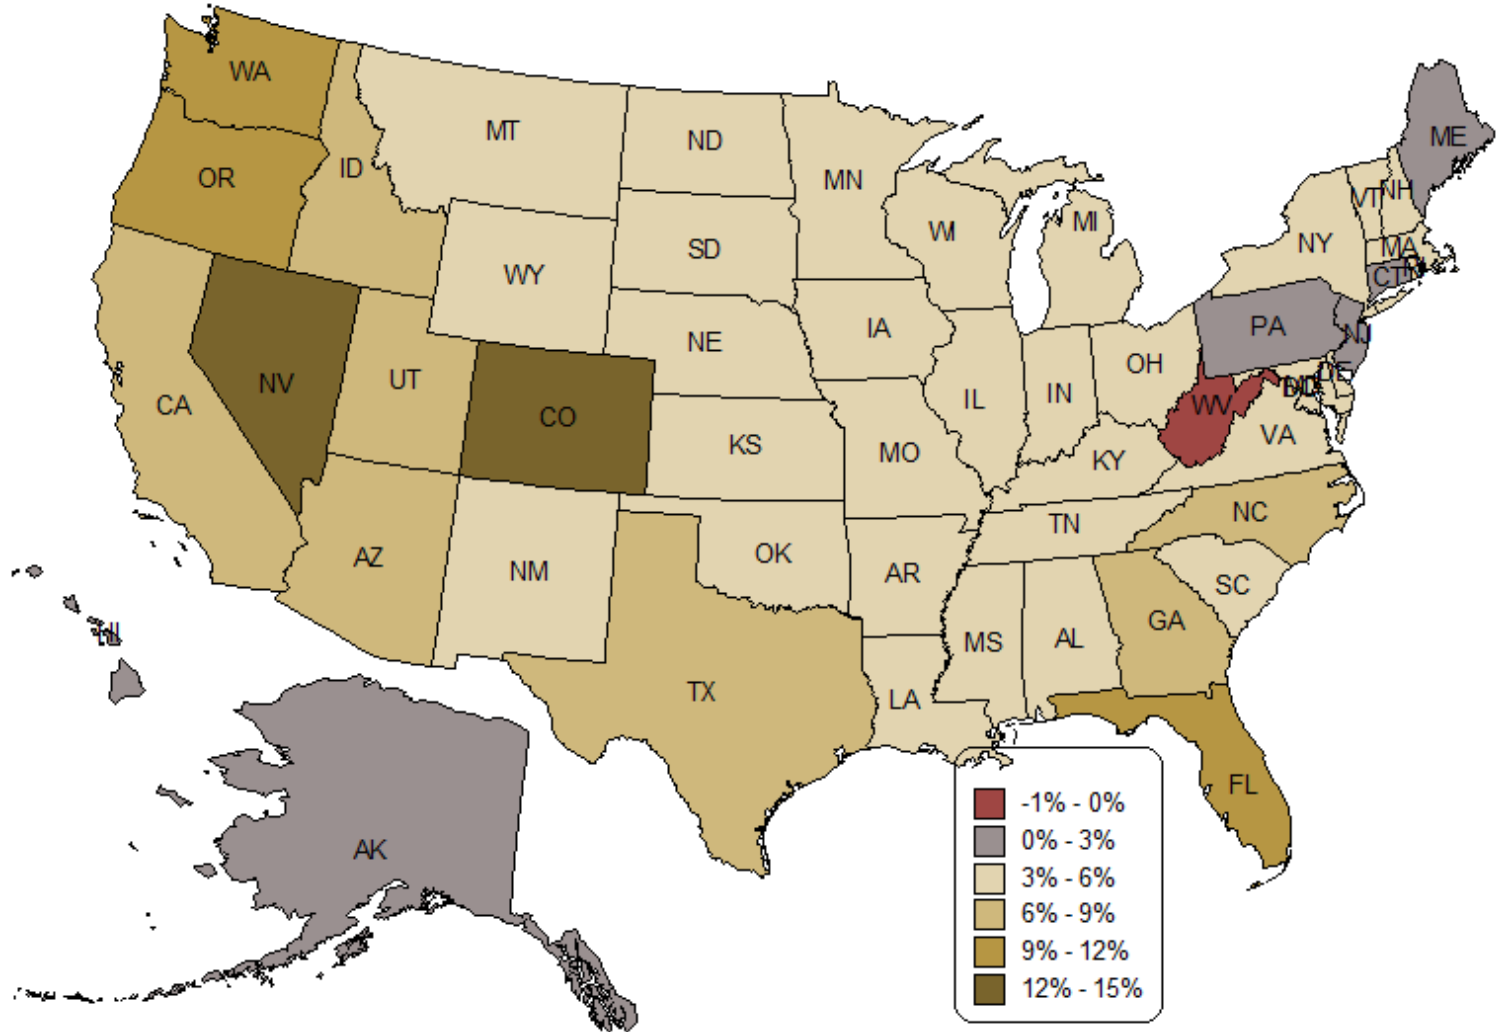 WA
MT
ND
ME
OR
ID
MN
VT
NH
WI
MI
NY
MA
SD
WY
CT
IA
PA
NE
NJ
OH
UT
NV
IN
DE
IL
CA
CO
WV
VA
KS
MO
KY
NC
TN
AZ
OK
NM
AR
SC
GA
MS
AL
TX
LA
FL
AK
-1% - 0%
0% - 3%
3% - 6%
6% - 9%
9% - 12%
12% - 15%